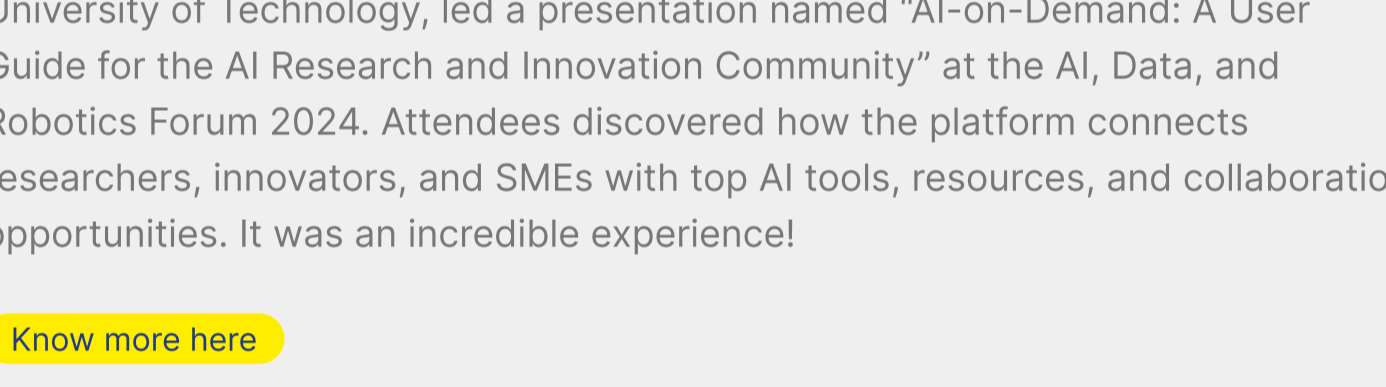 University of Technology, led a presentation named “AI-on-Demand: A User
Guide for the AI Research and Innovation Community” at the AI, Data, and
Robotics Forum 2024. Attendees discovered how the platform connects
researchers, innovators, and SMEs with top AI tools, resources, and collaboratio
opportunities. It was an incredible experience!
Know more here